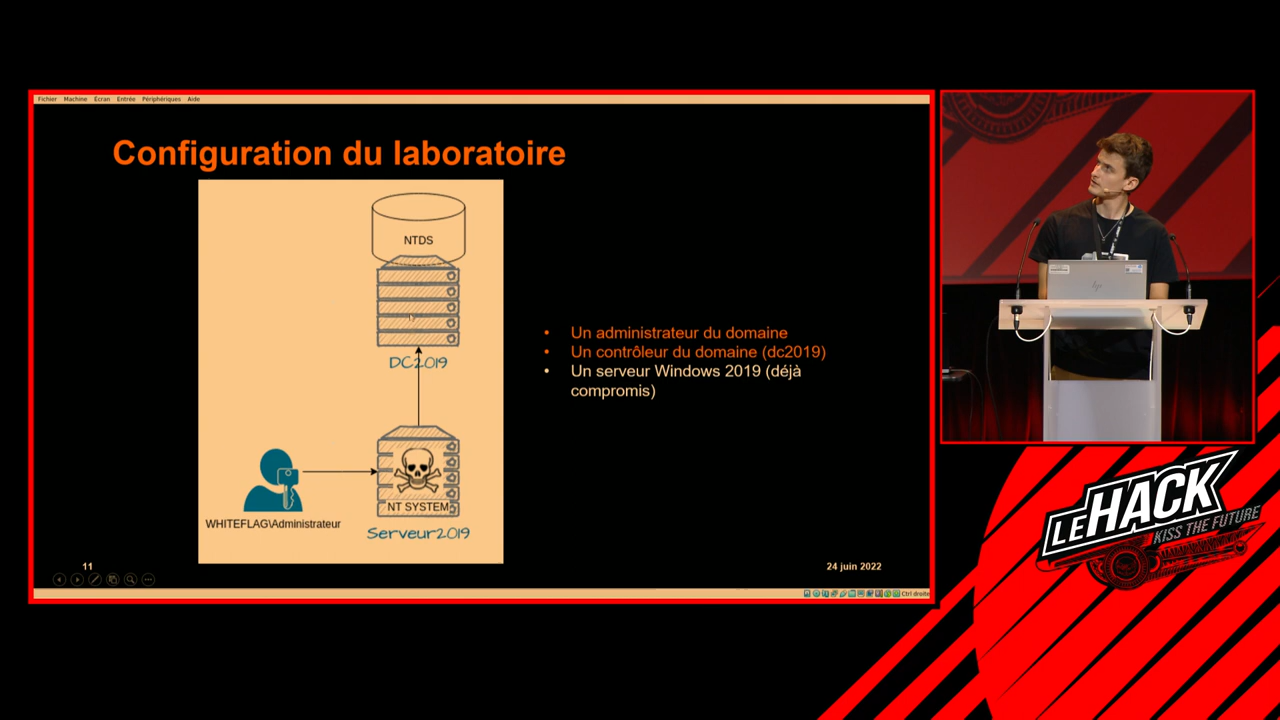 Fichier Machine Écran Entrée Périphériques Aide
Configuration du laboratoire
NTDS
DC2019
NT SYSTEM
Serveur2019
WHITEFLAG\Administrateur
• Un administrateur du domaine
• Un contrôleur du domaine (dc2019)
• Un serveur Windows 2019 (déjà
compromis)
11
24 juin 2022
Ctrl droite
hp
LEHACK
KISS THE FUTURE